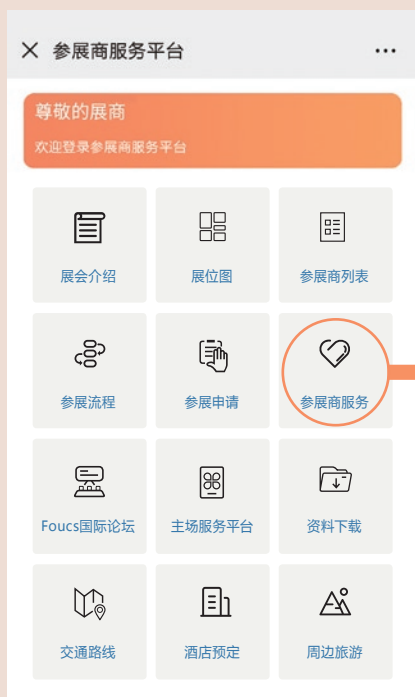 参展商服务平台
尊敬的展商
欢迎登录参展商服务平台
展会介绍
展位图
参展商列表
参展流程
参展申请
参展商服务
Foucs国际论坛
主场服务平台
资料下载
交通路线
酒店预定
周边旅游